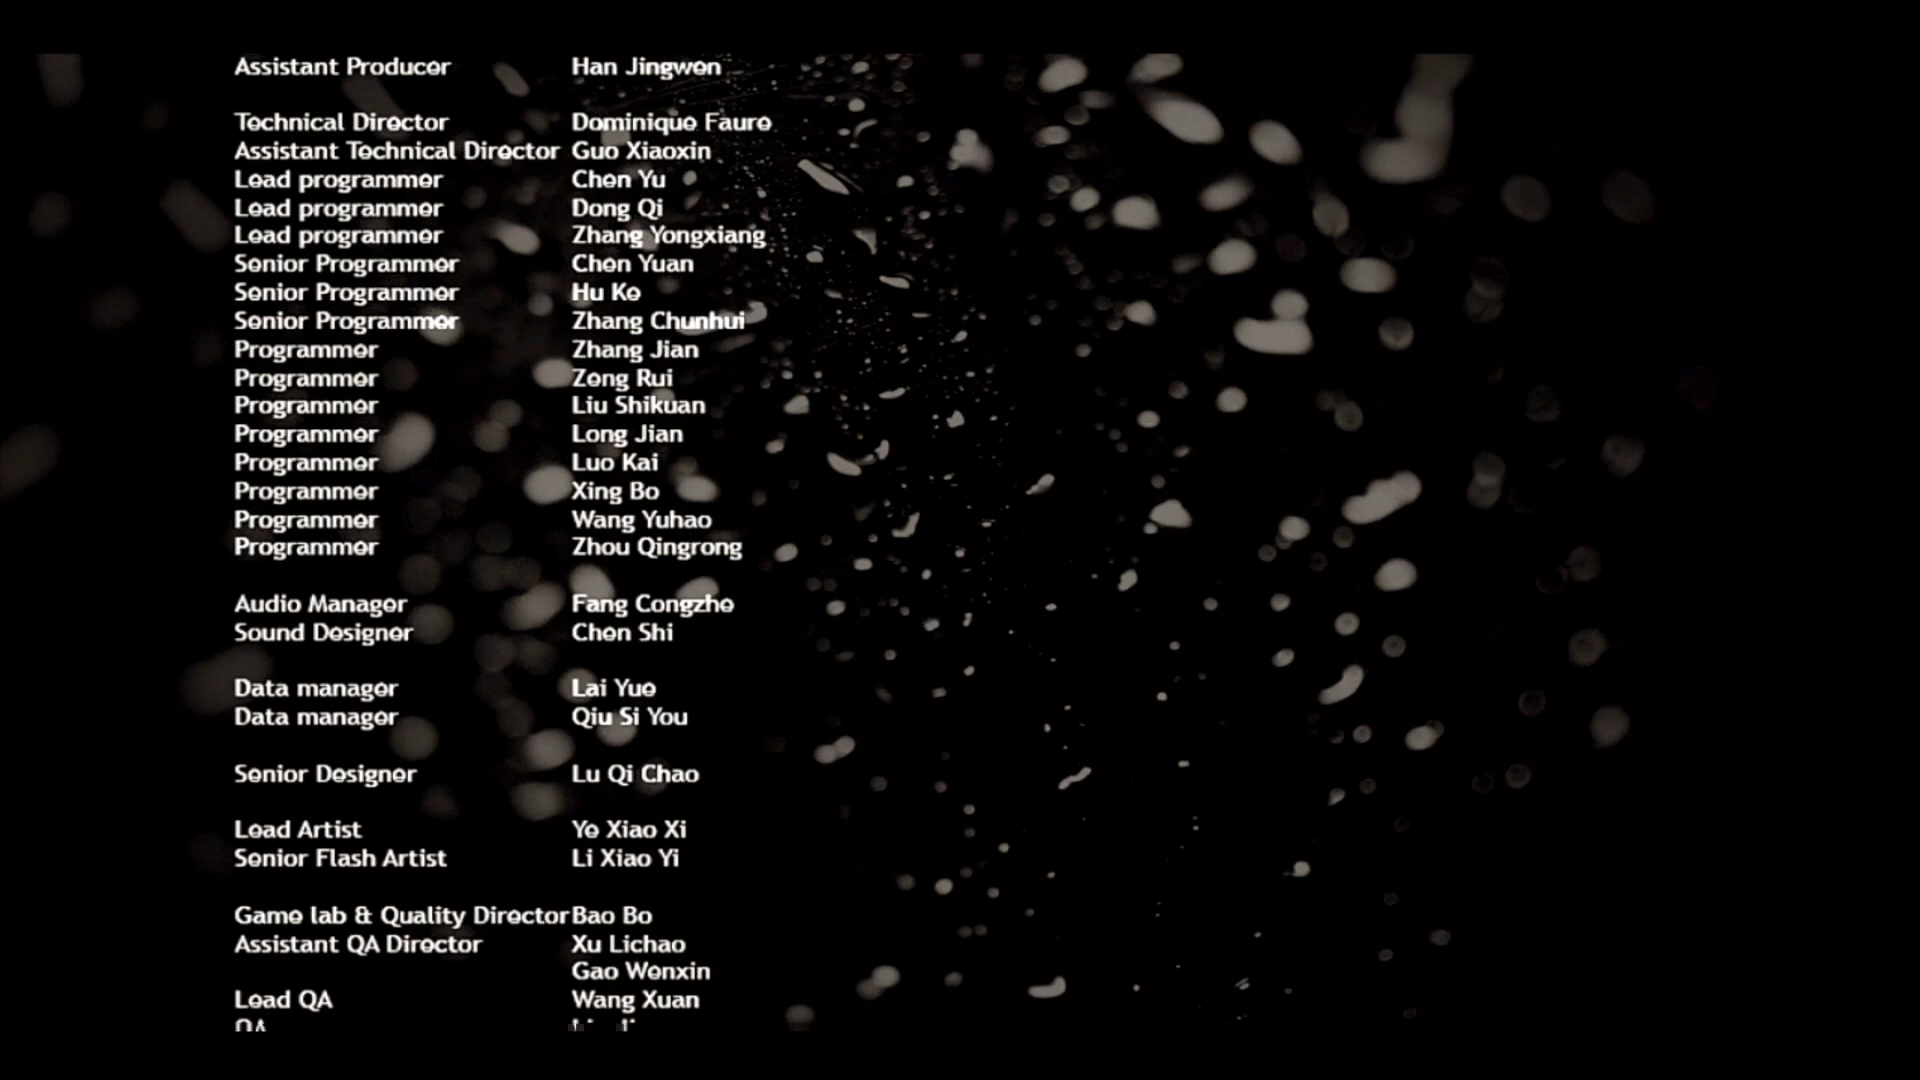 Assistant Producer Han Jingwen
Technical Director Dominique Faure
Assistant Technical Director Guo Xiaoxin
Lead programmer Chen Yu
Lead programmer Dong Qi
Lead programmer Zhang Yongxiang
Senior Programmer Chen Yuan
Senior Programmer Hu Ke
Senior Programmer Zhang Chunhui
Programmer Zhang Jian
Programmer Zeng Rui
Programmer Liu Shikuan
Programmer Long Jian
Programmer Luo Kai
Programmer Xing Bo
Programmer Wang Yuhao
Programmer Zhou Qingrong
Audio Manager Fang Congzhe
Sound Designer Chen Shi
Data manager Lai Yue
Data manager Qiu Si You
Senior Designer Lu Qi Chao
Lead Artist Ye Xiao Xi
Senior Flash Artist Li Xiao Yi
Game lab & Quality Director Bao Bo
Assistant QA Director Xu Lichao
Gao Wenxin
Lead QA Wang Xuan
QA